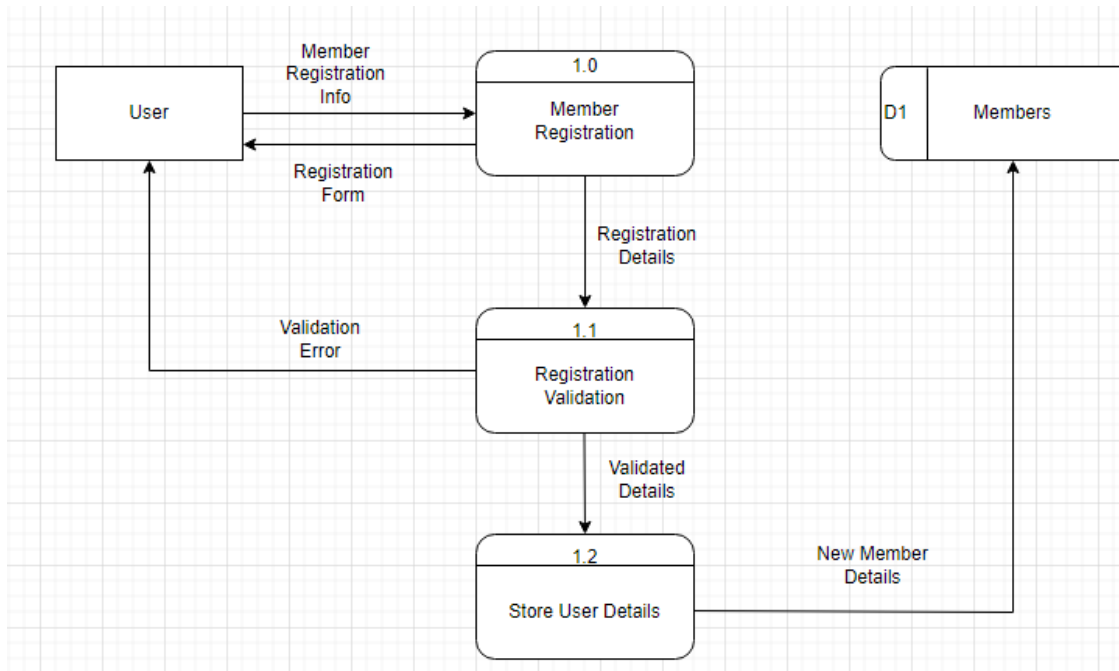 Member
Registration
Info
User
1.0
Member
Registration
D1
Members
Registration
Form
Registration
Details
Validation
Error
1.1
Registration
Validation
Validated
Details
1.2
Store User Details
New Member
Details